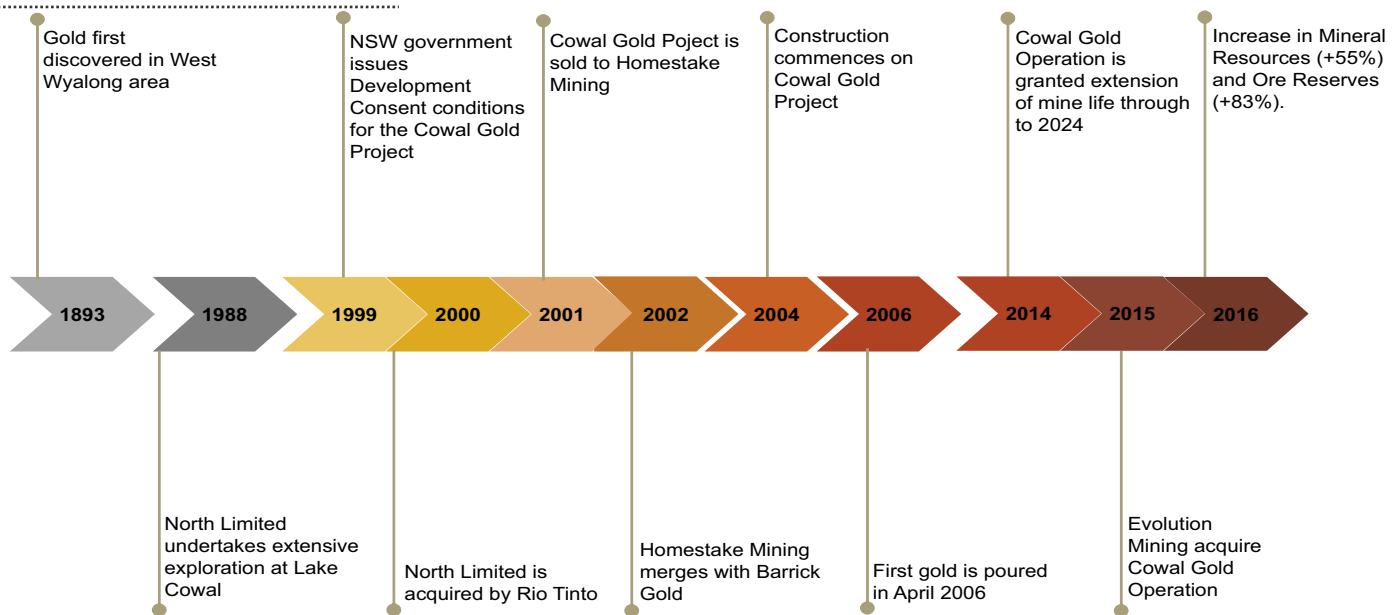 Gold first
discovered in West
Wyalong area
NSW government
issues
Development
Consent conditions
for the Cowal Gold
Project
Cowal Gold Poject is
sold to Homestake
Mining
Construction
commences on
Cowal Gold
Project
Cowal Gold
Operation is
granted extension
of mine life through
to 2024
Increase in Mineral
Resources (+55%)
and Ore Reserves
(+83%).
1893
1988
1999
2000
2001
2002
2004
2006
2014
2015
2016
North Limited
undertakes extensive
exploration at Lake
Cowal
North Limited is
acquired by Rio Tinto
Homestake Mining
merges with Barrick
Gold
First gold is poured
in April 2006
Evolution
Mining acquire
Cowal Gold
Operation